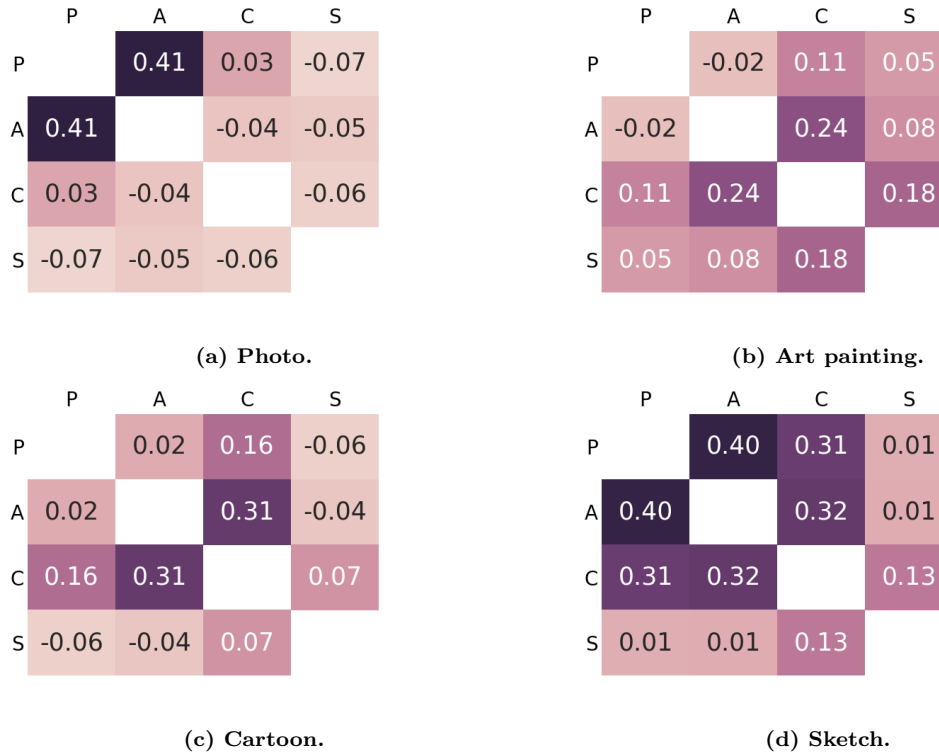 P A C S P A C S
P 0.41 0.03 -0.07 P -0.02 0.11 0.05
A 0.41 -0.04 -0.05 A -0.02 0.24 0.08
C 0.03 -0.04 -0.06 C 0.11 0.24 0.18
S -0.07 -0.05 -0.06 S 0.05 0.08 0.18
(a) Photo. (b) Art painting.
P A C S P A C S
P 0.02 0.16 -0.06 P 0.40 0.31 0.01
A 0.02 0.31 -0.04 A 0.40 0.32 0.01
C 0.16 0.31 0.07 C 0.31 0.32 0.13
S -0.06 -0.04 0.07 S 0.01 0.01 0.13
(c) Cartoon. (d) Sketch.